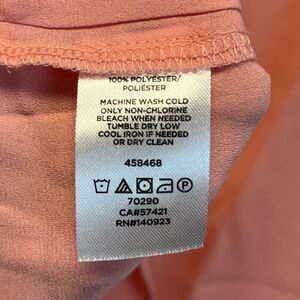 100% POLYESTER/
POLIÉSTER
MACHINE WASH COLD
ONLY NON-CHLORINE
BLEACH WHEN NEEDED
TUMBLE DRY LOW
COOL IRON IF NEEDED
OR DRY CLEAN
458468
P
70290
CA#57421
RN#140923